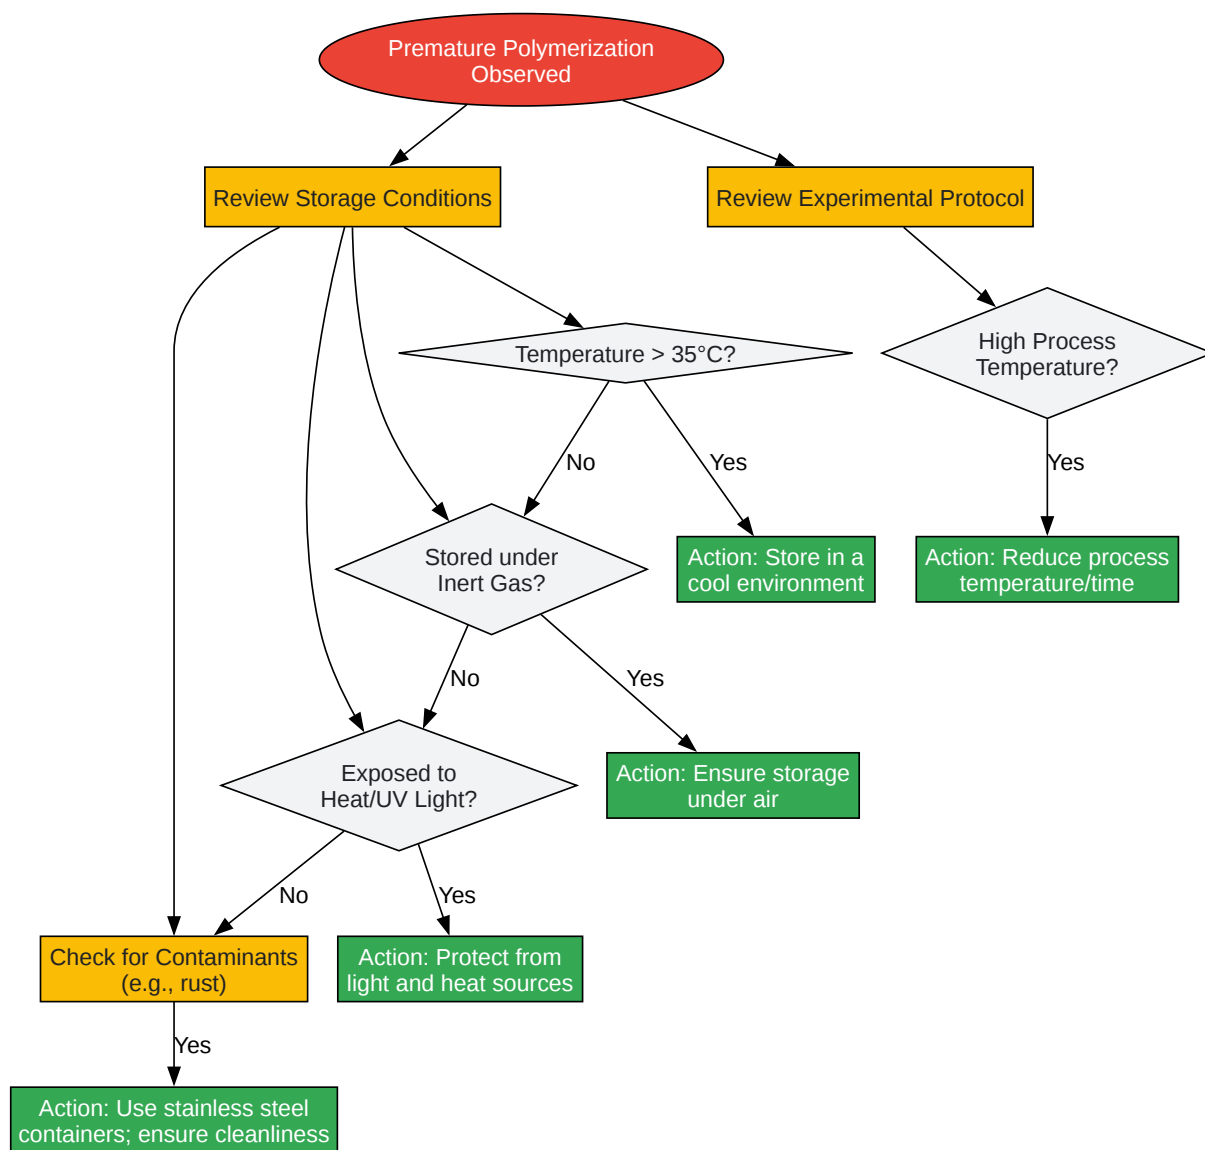 Premature Polymerization
Observed
Review Storage Conditions
Review Experimental Protocol
Temperature > 35°C?
High Process
Temperature?
No
Yes
Yes
Stored under
Inert Gas?
Action: Store in a
cool environment
Action: Reduce process
temperature/time
No
Yes
Exposed to
Heat/UV Light?
Action: Ensure storage
under air
No
Yes
Check for Contaminants
(e.g., rust)
Action: Protect from
light and heat sources
Yes
Action: Use stainless steel
containers; ensure cleanliness